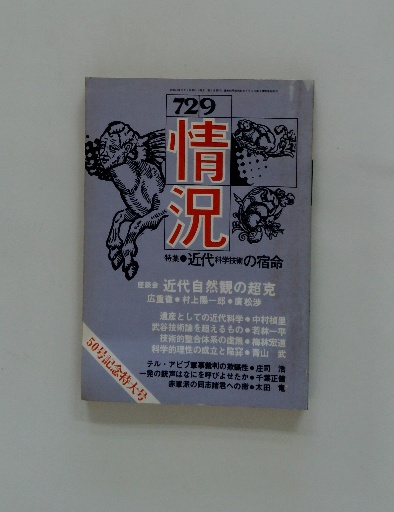 729
情況
特集●近代科学技術の宿命
座談会 近代自然観の超克
広重徹●村上陽一郎●廣松渉
遺産としての近代科学●中村禎里
武谷技術論を超えるもの●若林一平
技術的整合体系の虚無●梅林宏道
科学的理性の成立と陥穽●青山 武
テル・アビブ軍事裁判の欺瞞性●庄司 浩
一発の銃声はなにを呼びよせたか●千葉正健
赤軍派の同志諸君への檄●太田 竜
50号記念特大号